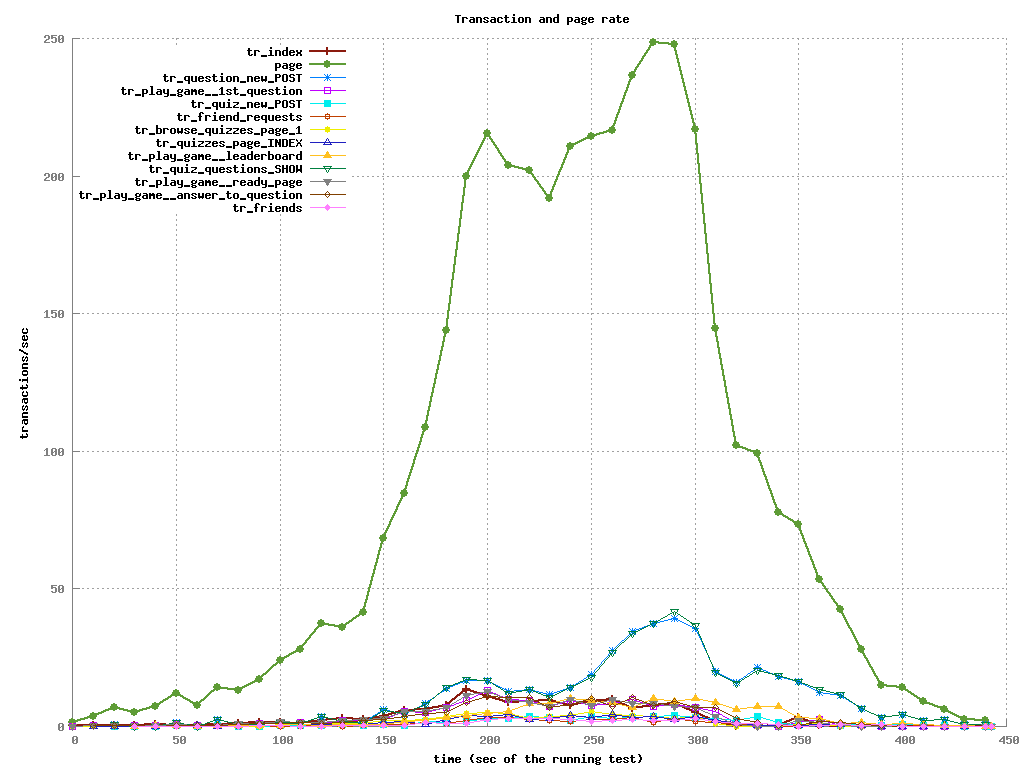 Transaction and page rate
250
200
150
100
50
0
transactions/sec
tr_index
page
tr_question_new_POST
tr_play_game__1st_question
tr_quiz_new_POST
tr_friend_requests
tr_browse_quizzes_page_1
tr_quizzes_page_INDEX
tr_play_game__leaderboard
tr_quiz_questions_SHOW
tr_play_game__ready_page
tr_play_game__answer_to_question
tr_friends
0 50 100 150 200 250 300 350 400 450
time (sec of the running test)